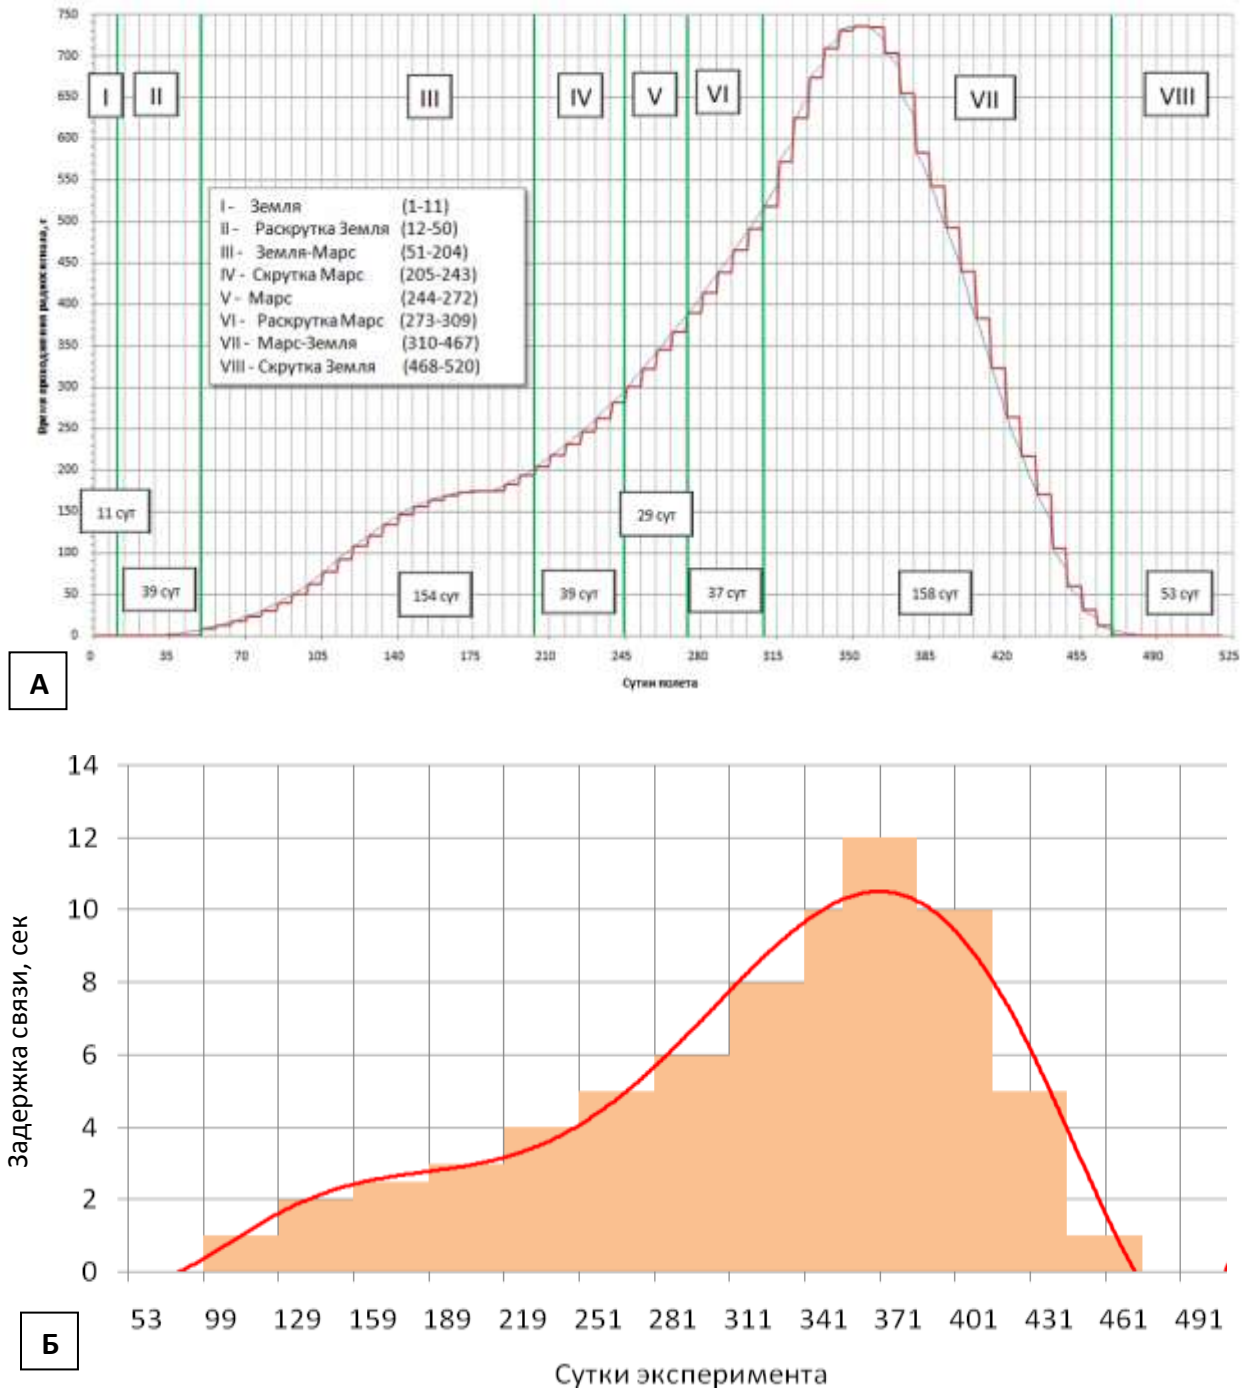 750
700
650
600
550
500
450
400
350
300
250
200
150
100
50
0
Время прохождения радиосигнала, с
I
II
III
IV
V
VI
VII
VIII
I - Земля (1-11)
II - Раскрутка Земля (12-50)
III - Земля-Марс (51-204)
IV - Скрутка Марс (205-243)
V - Марс (244-272)
VI - Раскрутка Марс (273-309)
VII - Марс-Земля (310-467)
VIII - Скрутка Земля (468-520)
11 сут
39 сут
154 сут
39 сут
29 сут
37 сут
158 сут
53 сут
0 35 70 105 140 175 210 245 280 315 350 385 420 455 490 525
Сутки полета
А
14
12
10
8
6
4
2
0
Задержка связи, сек
53 99 129 159 189 219 251 281 311 341 371 401 431 461 491
Сутки эксперимента
Б